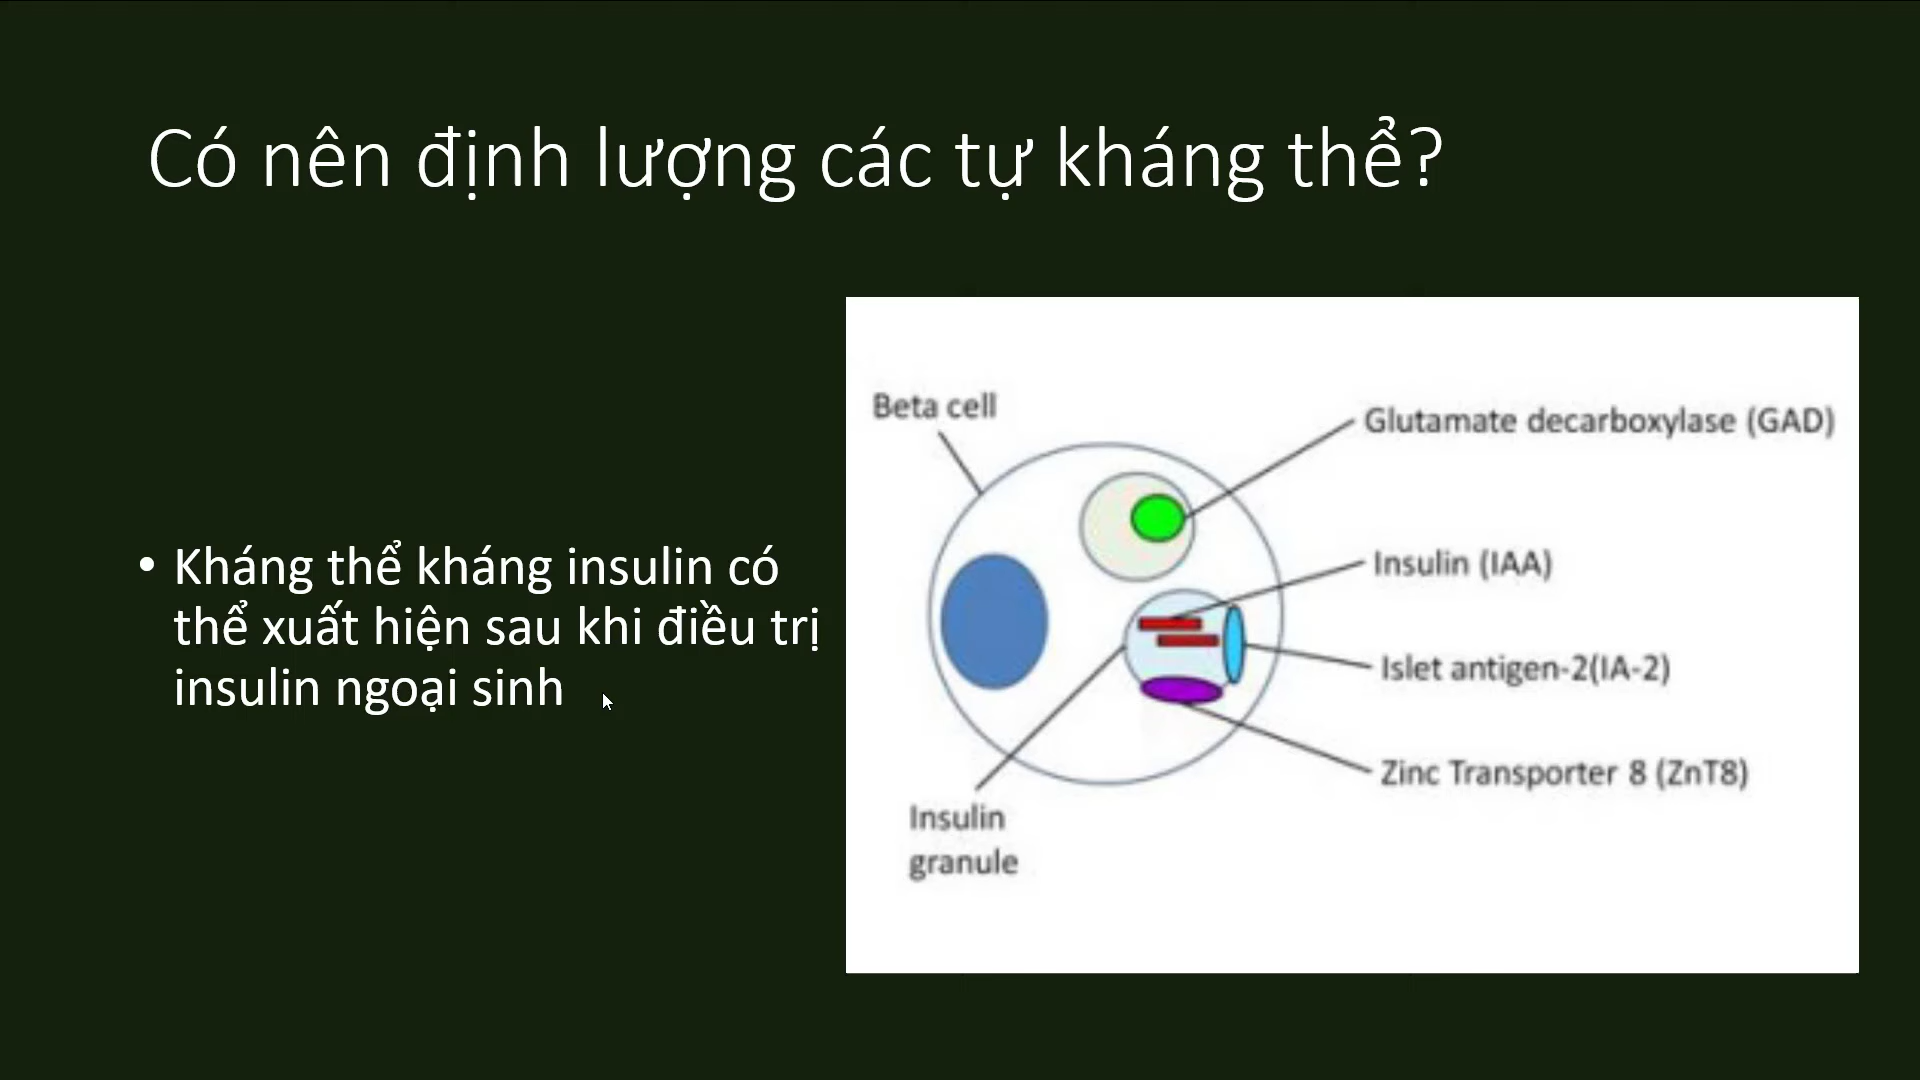 Có nên định lượng các tự kháng thể?
• Kháng thể kháng insulin có
thể xuất hiện sau khi điều trị
insulin ngoại sinh
Beta cell
Glutamate decarboxylase (GAD)
Insulin (IAA)
Islet antigen-2(IA-2)
Zinc Transporter 8 (ZnT8)
Insulin
granule